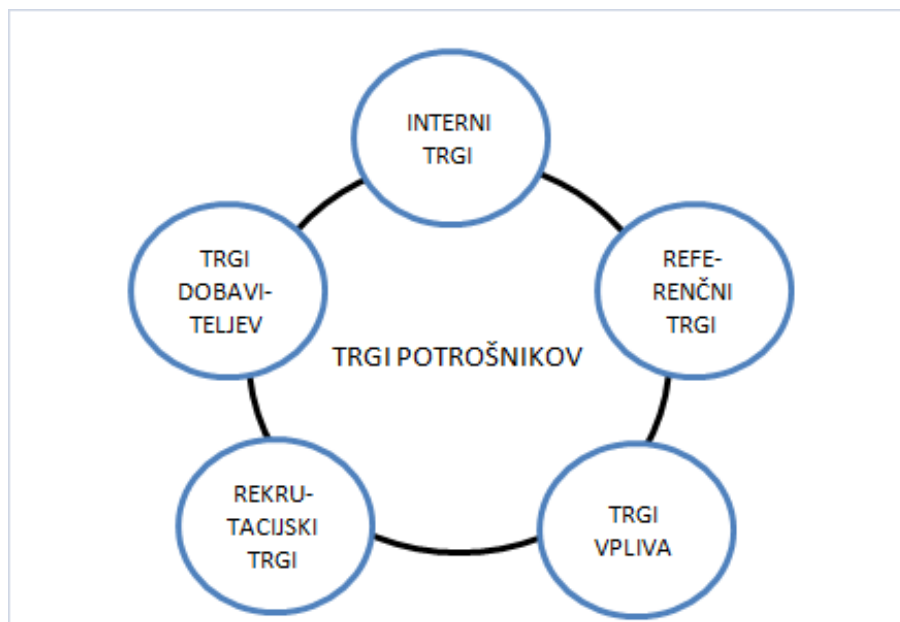 INTERNI
TRGI
TRGI
DOBAVI-
TELJEV
REFE-
RENČNI
TRGI
TRGI POTROŠNIKOV
REKRU-
TACIJSKI
TRGI
TRGI
VPLIVA